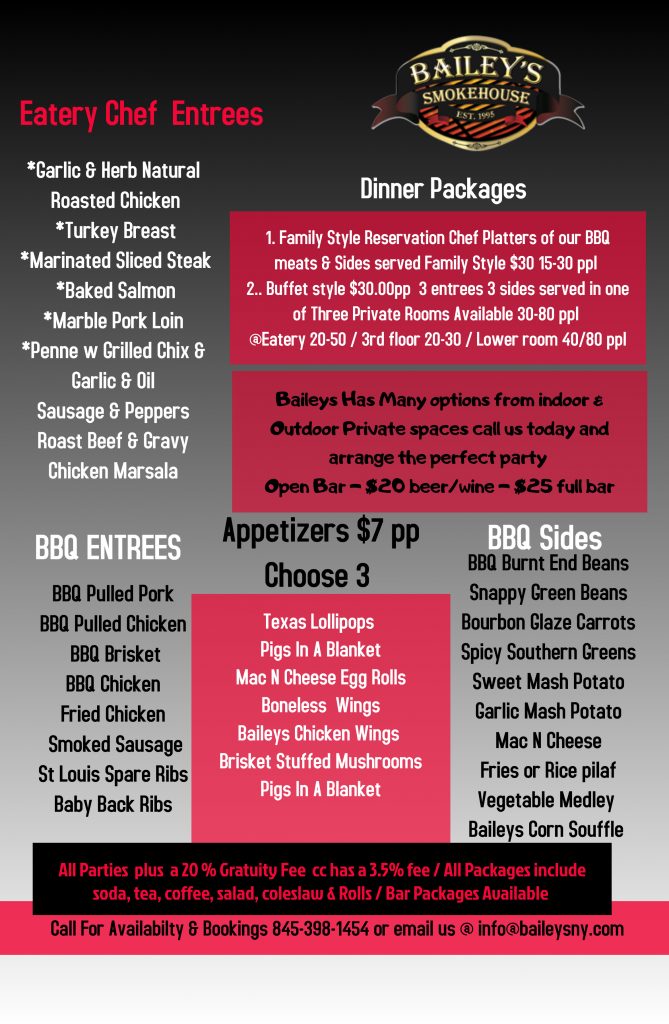 BAILEY'S
SMOKEHOUSE
EST. 1995
Eatery Chef Entrees
*Garlic & Herb Natural
Roasted Chicken
*Turkey Breast
*Marinated Sliced Steak
*Baked Salmon
*Marble Pork Loin
*Penne w Grilled Chix &
Garlic & Oil
Sausage & Peppers
Roast Beef & Gravy
Chicken Marsala
Dinner Packages
1. Family Style Reservation Chef Platters of our BBQ
meats & Sides served Family Style $30 15-30 ppl
2.. Buffet style $30.00pp 3 entrees 3 sides served in one
of Three Private Rooms Available 30-80 ppl
@Eatery 20-50 / 3rd floor 20-30 / Lower room 40/80 ppl
Baileys Has Many options from indoor &
Outdoor Private spaces call us today and
arrange the perfect party
Open Bar - $20 beer/wine - $25 full bar
BBQ ENTREES
BBQ Pulled Pork
BBQ Pulled Chicken
BBQ Brisket
BBQ Chicken
Fried Chicken
Smoked Sausage
St Louis Spare Ribs
Baby Back Ribs
Appetizers $7 pp
Choose 3
Texas Lollipops
Pigs In A Blanket
Mac N Cheese Egg Rolls
Boneless Wings
Baileys Chicken Wings
Brisket Stuffed Mushrooms
Pigs In A Blanket
BBQ Sides
BBQ Burnt End Beans
Snappy Green Beans
Bourbon Glaze Carrots
Spicy Southern Greens
Sweet Mash Potato
Garlic Mash Potato
Mac N Cheese
Fries or Rice pilaf
Vegetable Medley
Baileys Corn Souffle
All Parties plus a 20 % Gratuity Fee cc has a 3.5% fee / All Packages include
soda, tea, coffee, salad, coleslaw & Rolls / Bar Packages Available
Call For Availabilty & Bookings 845-398-1454 or email us @ info@baileysny.com